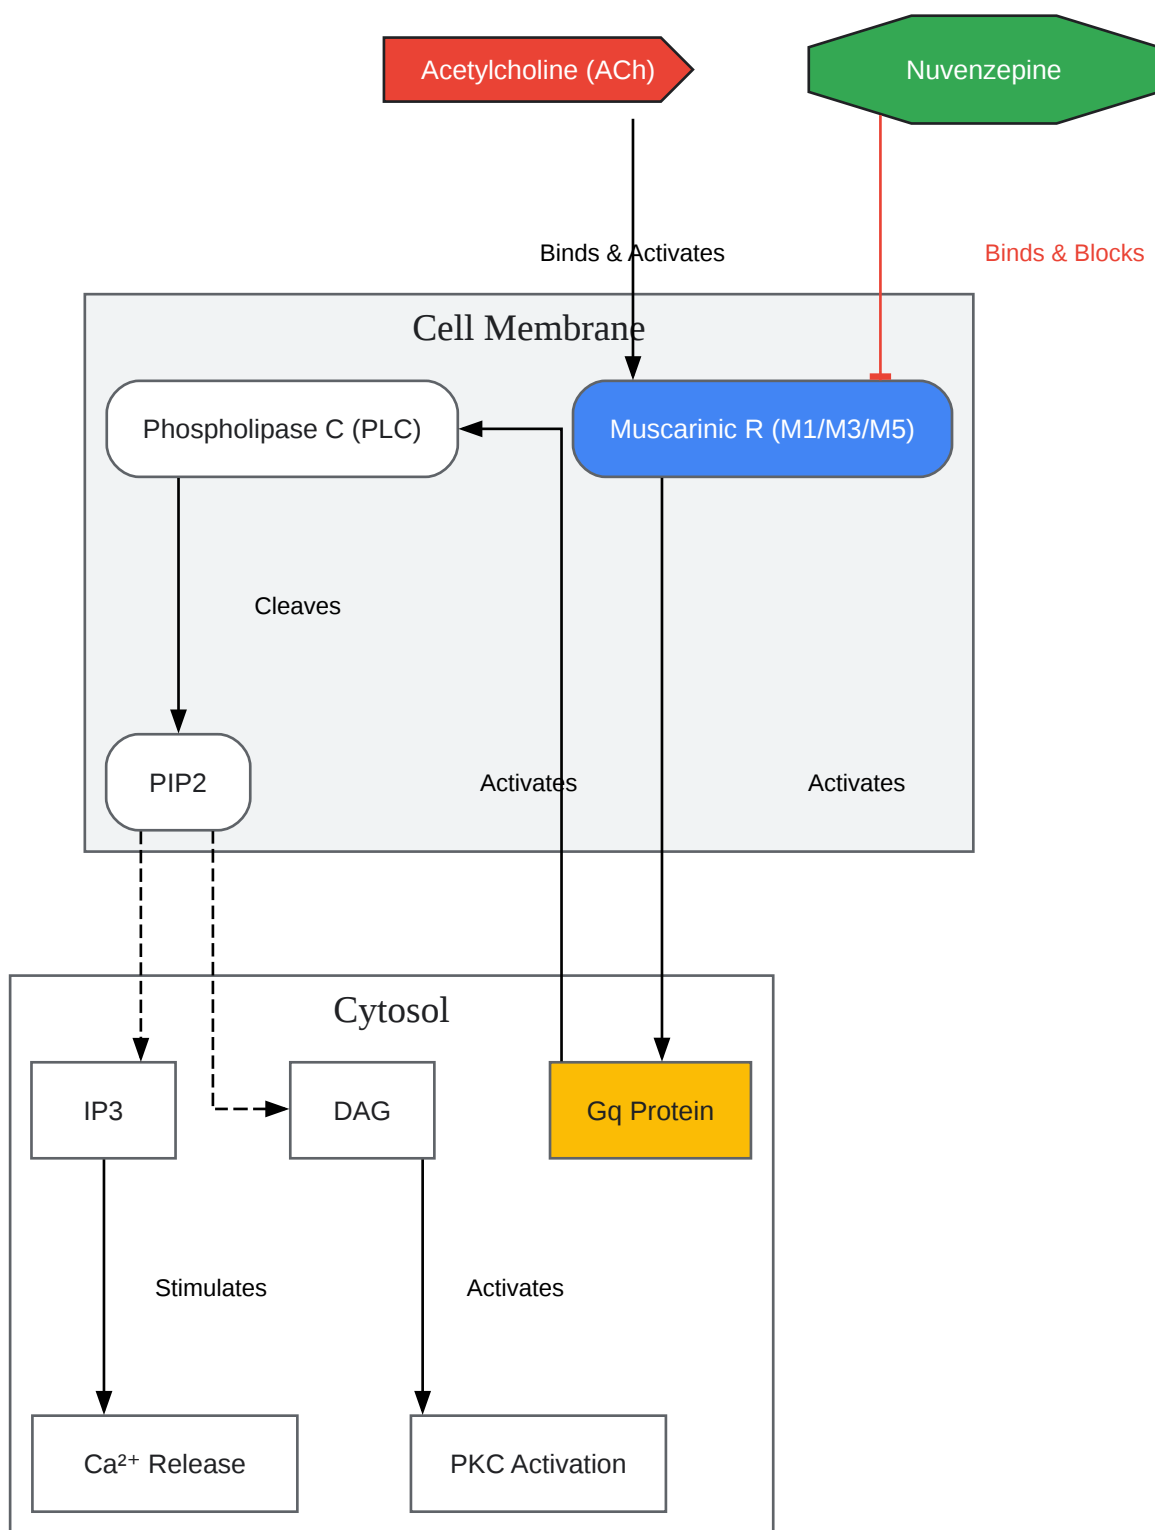 Acetylcholine (ACh)
Nuvenzepine
Binds & Activates
Binds & Blocks
Cell Membrane
Phospholipase C (PLC)
Muscarinic R (M1/M3/M5)
Cleaves
PIP2
Activates
Activates
Cytosol
IP3
DAG
Gq Protein
Stimulates
Activates
Ca²⁺ Release
PKC Activation